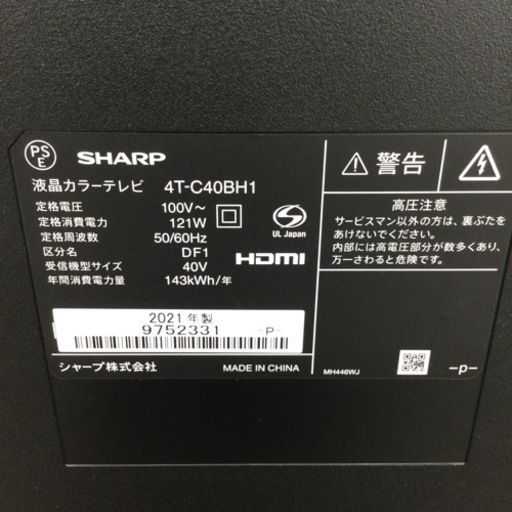 PS
E
SHARP
液晶カラーテレビ 4T-C40BH1
定格電圧 100V~
定格消費電力 121W
定格周波数 50/60Hz
区分名 DF1
受信機型サイズ 40V
年間消費電力量 143kWh/年
S
UL Japan
HDMI
2021年製
9752331 -P-
シャープ株式会社 MADE IN CHINA
警告
高圧注意
サービスマン以外の方は、裏ぶたを
あけないでください。
内部には高電圧部分が数多くあり、
万一さわると危険です。
MH446WJ
-p-